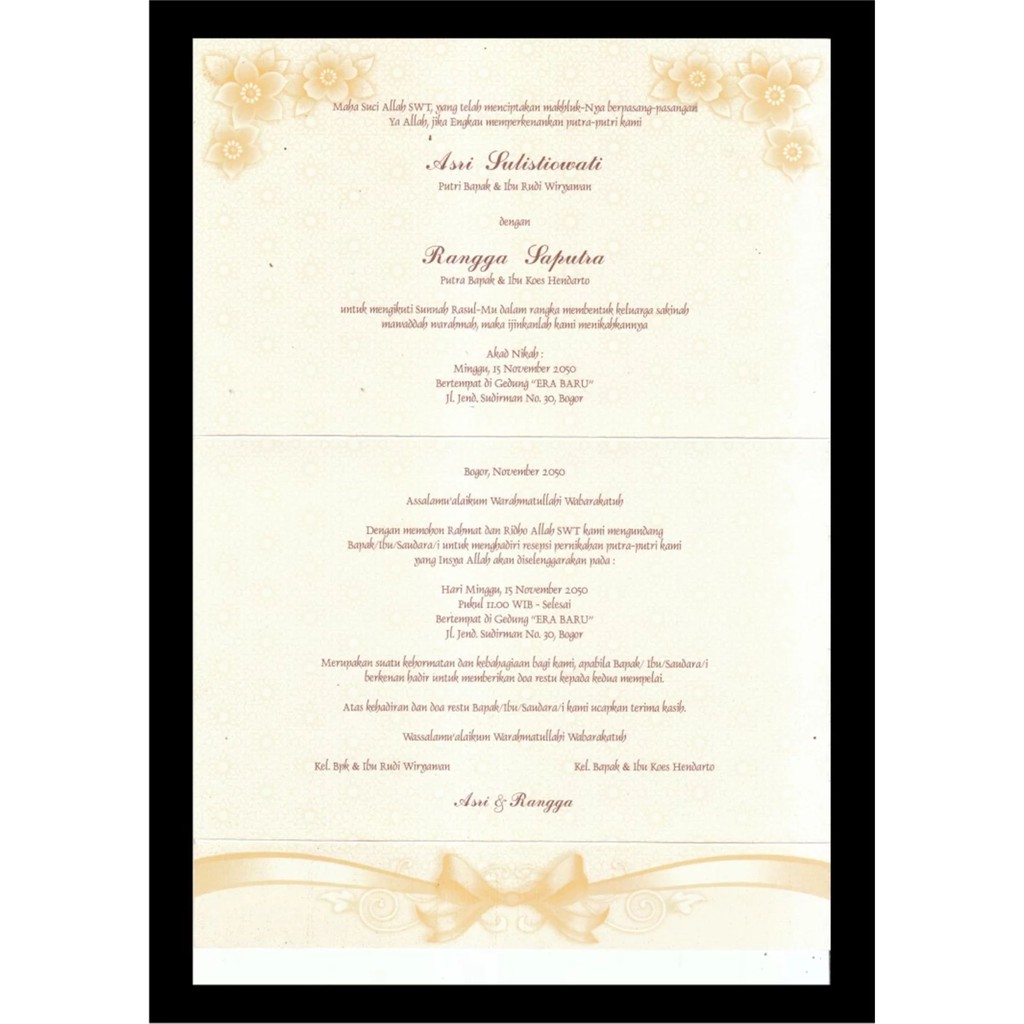 Maha Suci Allah SWT, yang telah menciptakan makhluk-Nya berpasang-pasangan
Ya Allah, jika Engkau memperkenankan putra-putri kami
Asri Sulistiowati
Putri Bapak & Ibu Rudi Wiryawan
dengan
Rangga Saputra
Putra Bapak & Ibu Koes Hendarto
untuk mengikuti Sunnah Rasul-Mu dalam rangka membentuk keluarga sakinah
mawaddah warahmah, maka ijinkanlah kami menikahkannya
Akad Nikah :
Minggu, 15 November 2050
Bertempat di Gedung "ERA BARU"
Jl. Jend. Sudirman No. 30, Bogor
Bogor, November 2050
Assalamu'alaikum Warahmatullahi Wabarakatuh
Dengan memohon Rahmat dan Ridho Allah SWT kami mengundang
Bapak/Ibu/Saudara/i untuk menghadiri resepsi pernikahan putra-putri kami
yang Insya Allah akan diselenggarakan pada :
Hari Minggu, 15 November 2050
Pukul 11.00 WIB - Selesai
Bertempat di Gedung "ERA BARU"
Jl. Jend. Sudirman No. 30, Bogor
Merupakan suatu kehormatan dan kebahagiaan bagi kami, apabila Bapak/ Ibu/Saudara/i
berkenan hadir untuk memberikan doa restu kepada kedua mempelai.
Atas kehadiran dan doa restu Bapak/Ibu/Saudara/i kami ucapkan terima kasih.
Wassalamu'alaikum Warahmatullahi Wabarakatuh
Kel. Bpk & Ibu Rudi Wiryawan
Kel. Bapak & Ibu Koes Hendarto
Asri & Rangga